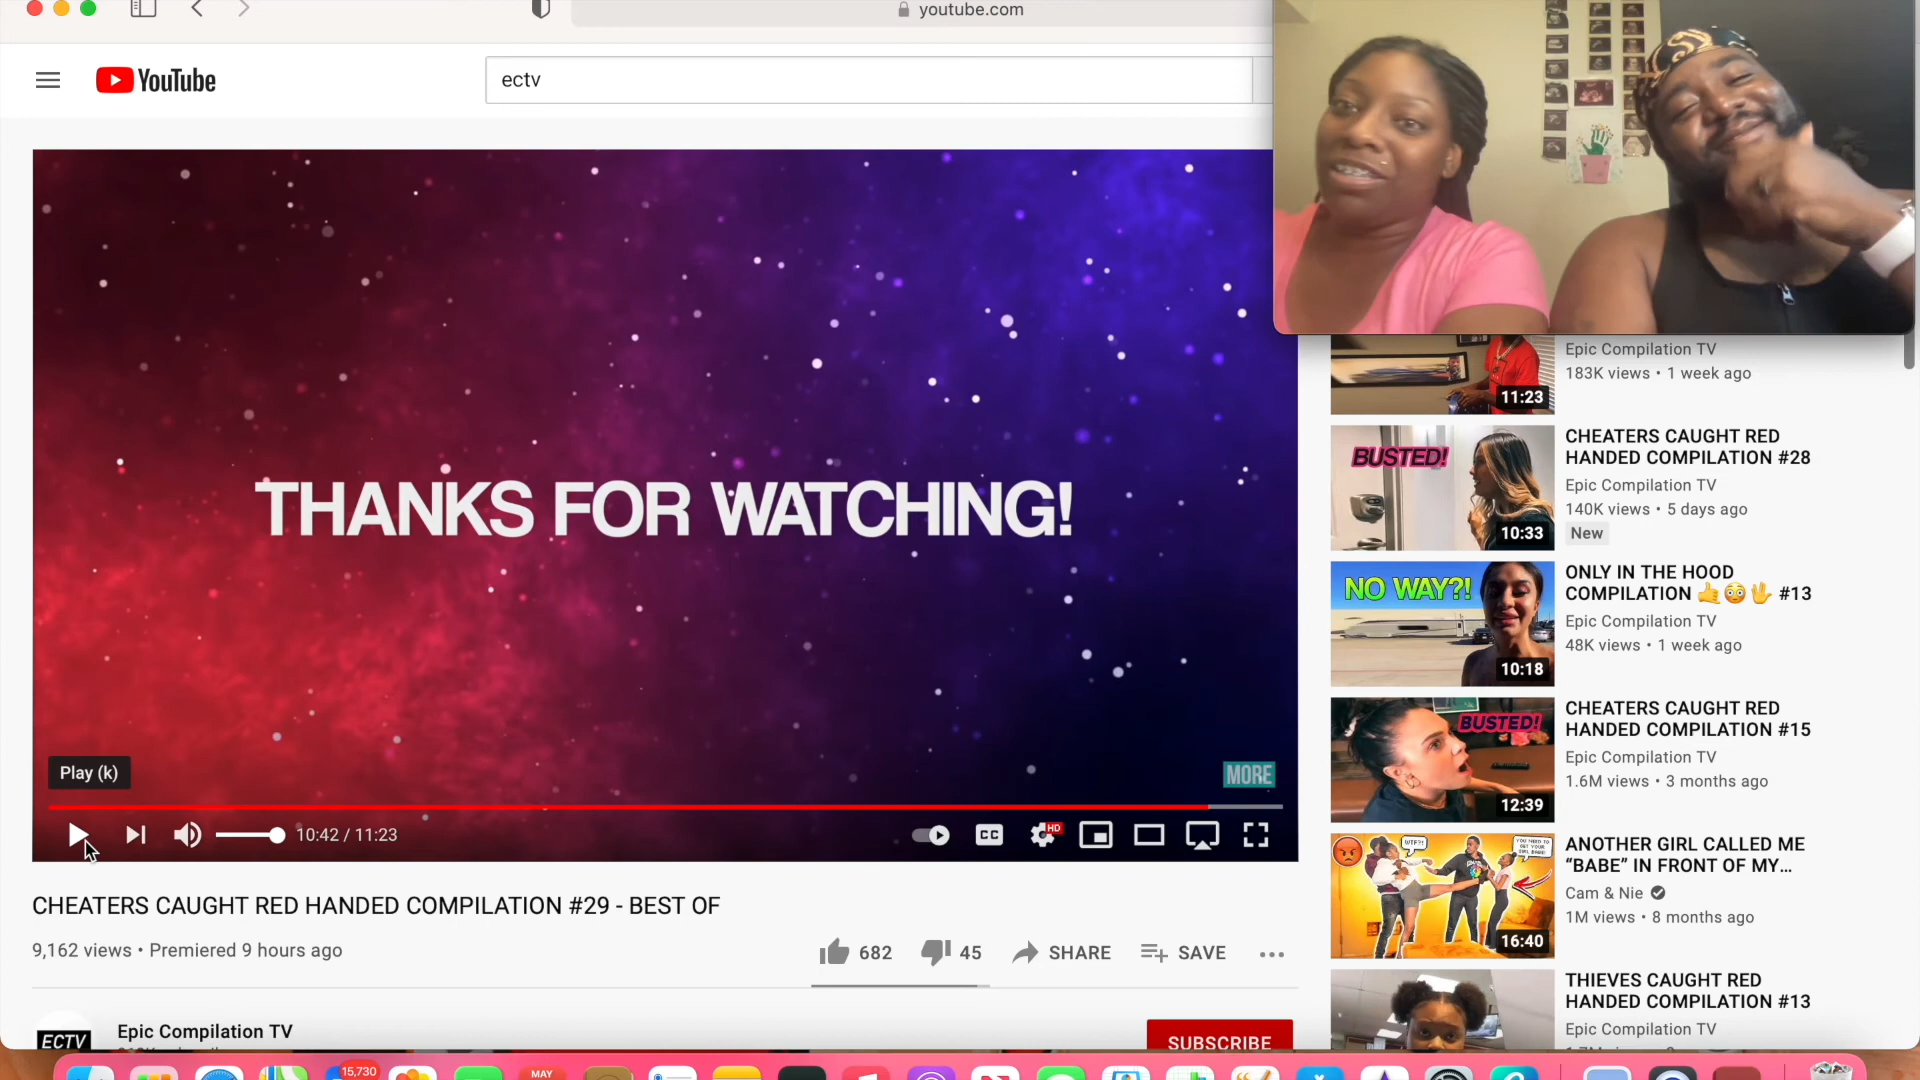 youtube.com
YouTube
ectv
THANKS FOR WATCHING!
MORE
Play (k)
10:42 / 11:23
CC
HD
CHEATERS CAUGHT RED HANDED COMPILATION #29 - BEST OF
9,162 views • Premiered 9 hours ago
682
45
SHARE
SAVE
ECTV
Epic Compilation TV
SUBSCRIBE
Epic Compilation TV
183K views • 1 week ago
11:23
BUSTED!
10:33
CHEATERS CAUGHT RED
HANDED COMPILATION #28
Epic Compilation TV
140K views • 5 days ago
New
NO WAY?!
10:18
ONLY IN THE HOOD
COMPILATION 🤙😳🖖 #13
Epic Compilation TV
48K views • 1 week ago
BUSTED!
12:39
CHEATERS CAUGHT RED
HANDED COMPILATION #15
Epic Compilation TV
1.6M views • 3 months ago
WTF?!
16:40
ANOTHER GIRL CALLED ME
“BABE” IN FRONT OF MY...
Cam & Nie
1M views • 8 months ago
THIEVES CAUGHT RED
HANDED COMPILATION #13
Epic Compilation TV
15,730
MAY